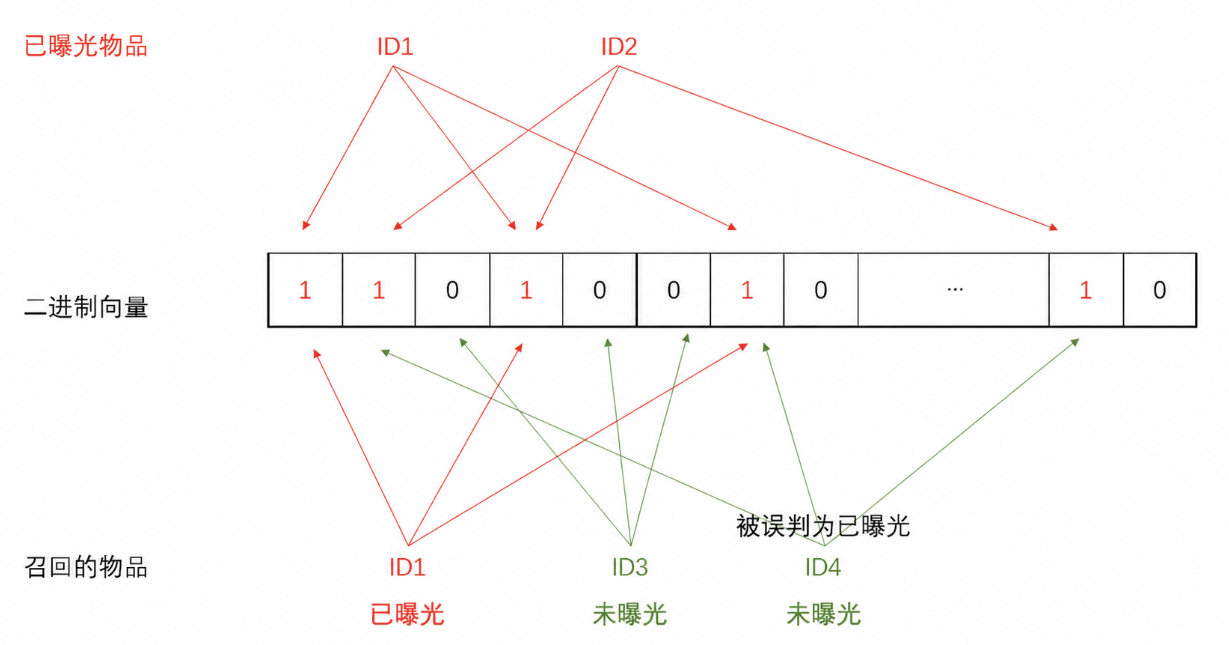 已曝光物品 ID1 ID2
二进制向量 1 1 0 1 0 0 1 0 ... 1 0
被误判为已曝光
召回的物品 ID1 ID3 ID4
已曝光 未曝光 未曝光